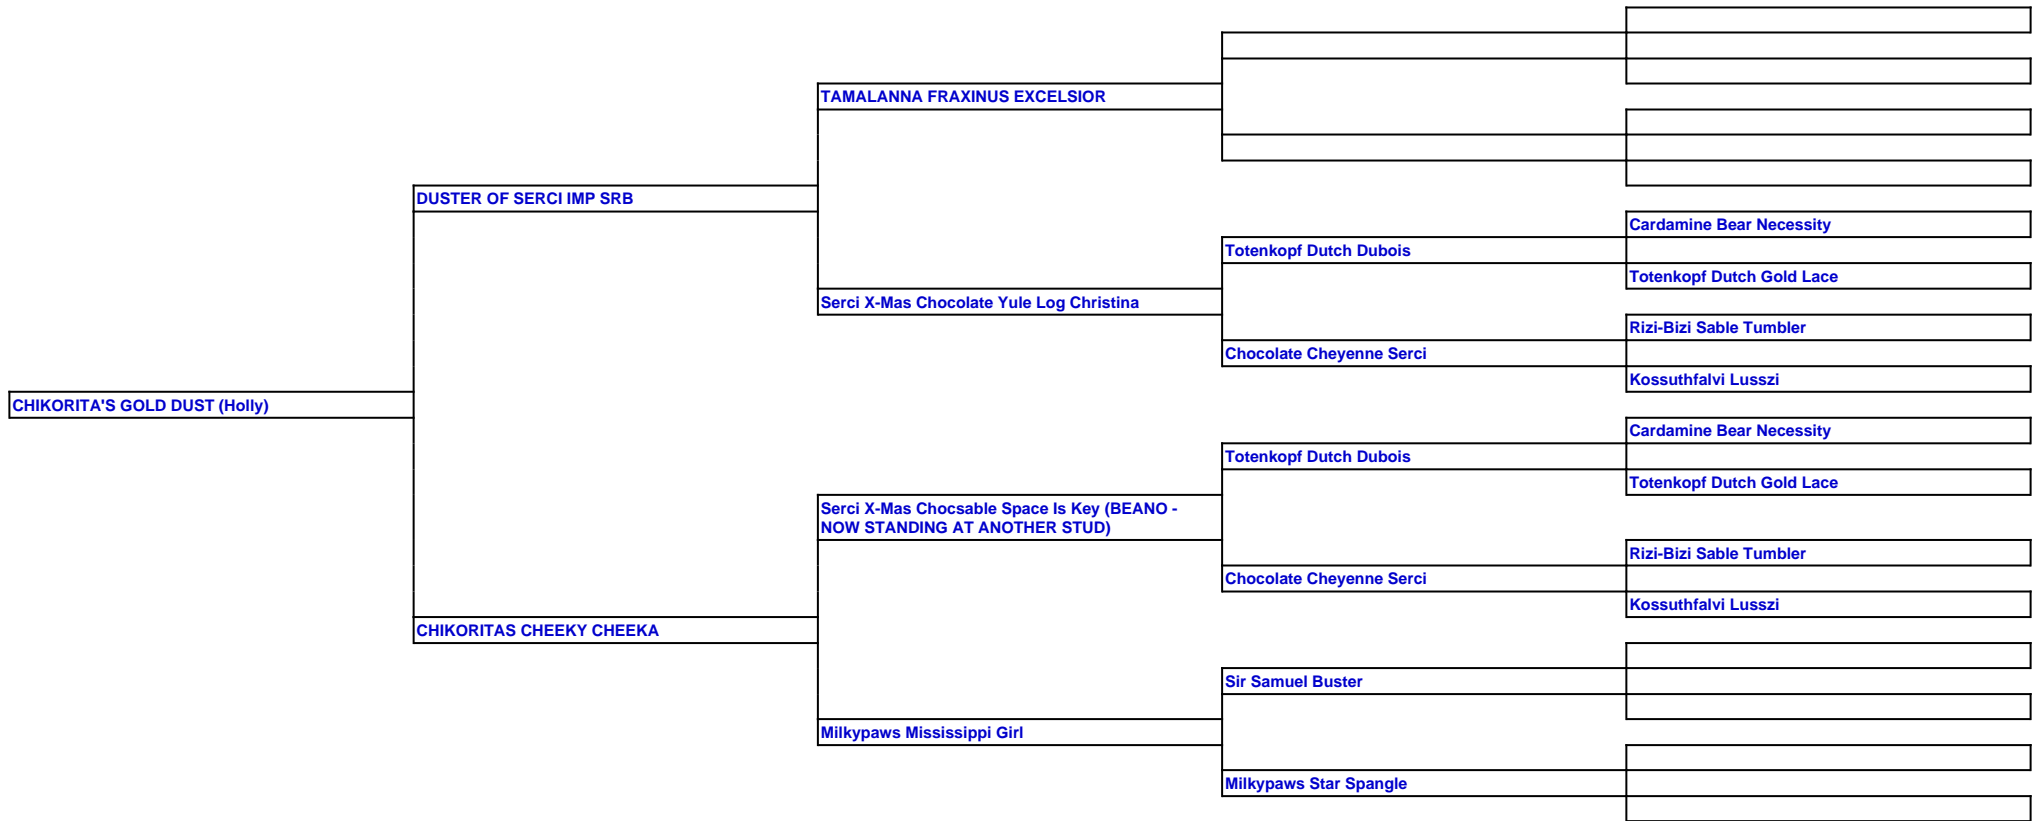 TAMALANNA FRAXINUS EXCELSIOR
DUSTER OF SERCI IMP SRB
Cardamine Bear Necessity
Totenkopf Dutch Dubois
Totenkopf Dutch Gold Lace
Serci X-Mas Chocolate Yule Log Christina
Rizi-Bizi Sable Tumbler
Chocolate Cheyenne Serci
Kossuthfalvi Lusszi
CHIKORITA'S GOLD DUST (Holly)
Cardamine Bear Necessity
Totenkopf Dutch Dubois
Totenkopf Dutch Gold Lace
Serci X-Mas Chocsable Space Is Key (BEANO -
NOW STANDING AT ANOTHER STUD)
Rizi-Bizi Sable Tumbler
Chocolate Cheyenne Serci
Kossuthfalvi Lusszi
CHIKORITAS CHEEKY CHEEKA
Sir Samuel Buster
Milkypaws Mississippi Girl
Milkypaws Star Spangle